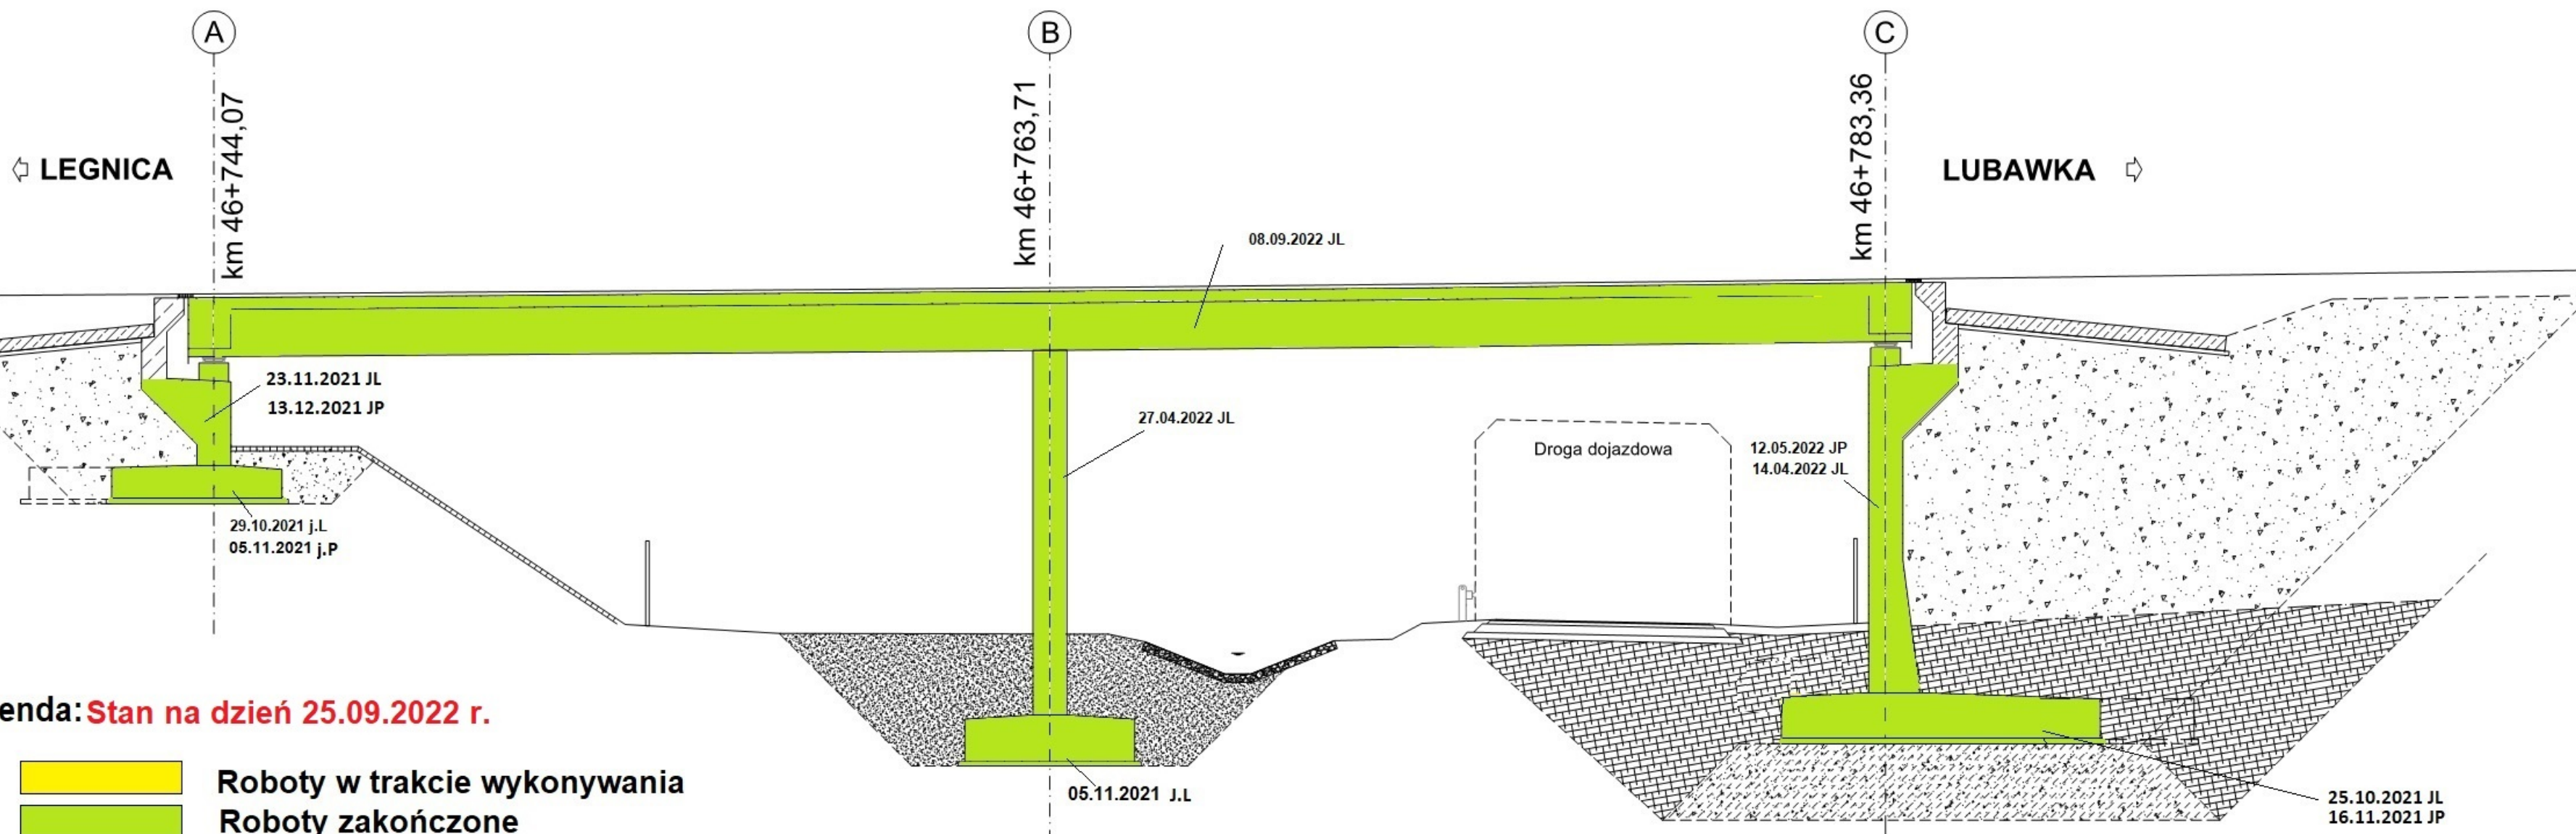 A
B
C
km 46+744,07
km 46+763,71
km 46+783,36
LEGNICA
LUBAWKA
08.09.2022 JL
23.11.2021 JL
13.12.2021 JP
27.04.2022 JL
Droga dojazdowa
12.05.2022 JP
14.04.2022 JL
29.10.2021 j.L
05.11.2021 j.P
enda: Stan na dzień 25.09.2022 r.
Roboty w trakcie wykonywania
Roboty zakończone
05.11.2021 J.L
25.10.2021 JL
16.11.2021 JP